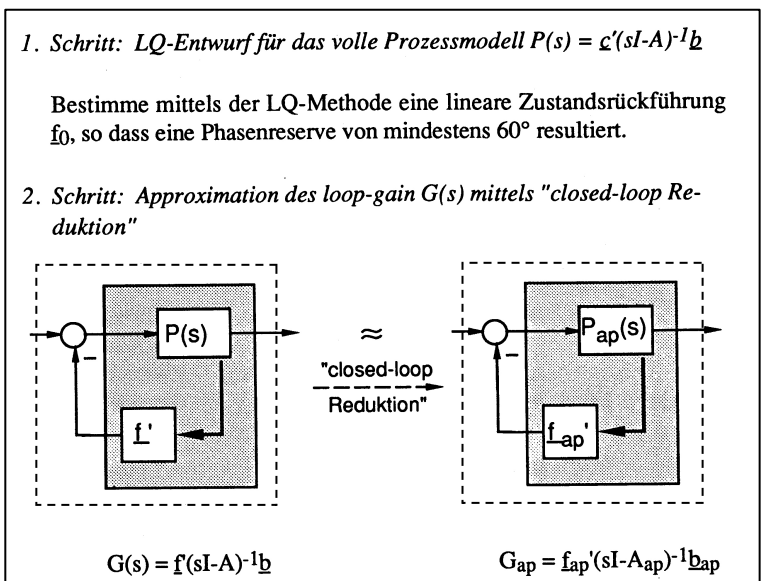 1. Schritt: LQ-Entwurf für das volle Prozessmodell P(s) = c'(sI-A)-1b
Bestimme mittels der LQ-Methode eine lineare Zustandsrückführung
f0, so dass eine Phasenreserve von mindestens 60° resultiert.
2. Schritt: Approximation des loop-gain G(s) mittels "closed-loop Re-
duktion"
P(s)
f'
≈
"closed-loop
Reduktion"
Pap(s)
fap'
G(s) = f'(sI-A)-1b
Gap = fap'(sI-Aap)-1bap